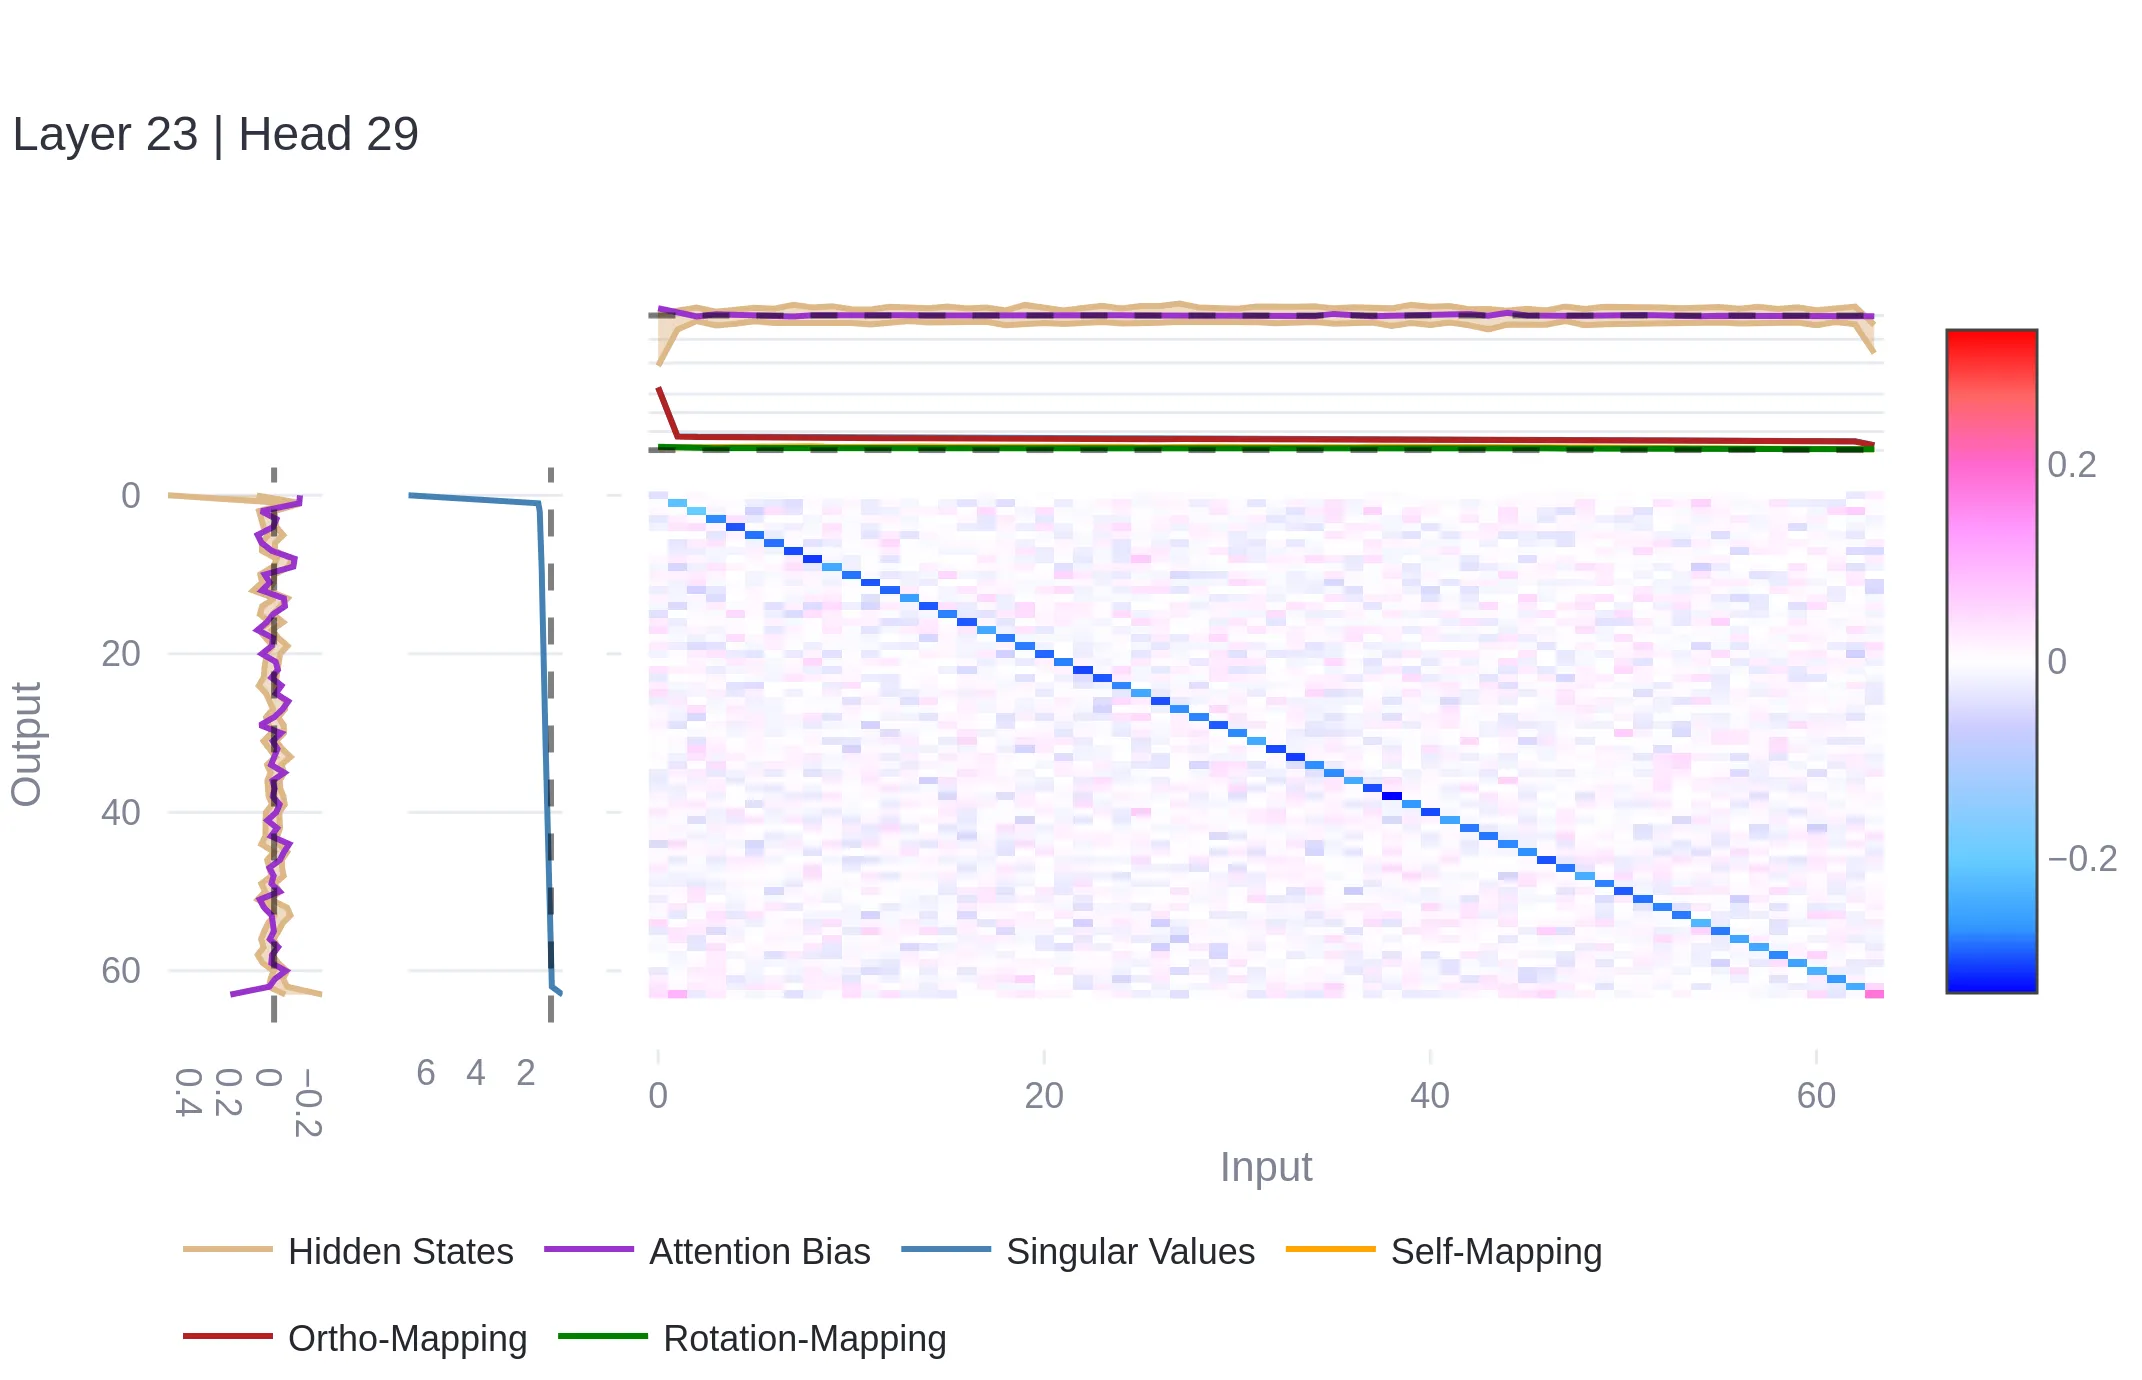 Layer 23 | Head 29
0
20
40
60
Output
0.4
0.2
0
−0.2
6 4 2
0 20 40 60
Input
0.2
0
−0.2
Hidden States Attention Bias Singular Values Self-Mapping
Ortho-Mapping Rotation-Mapping